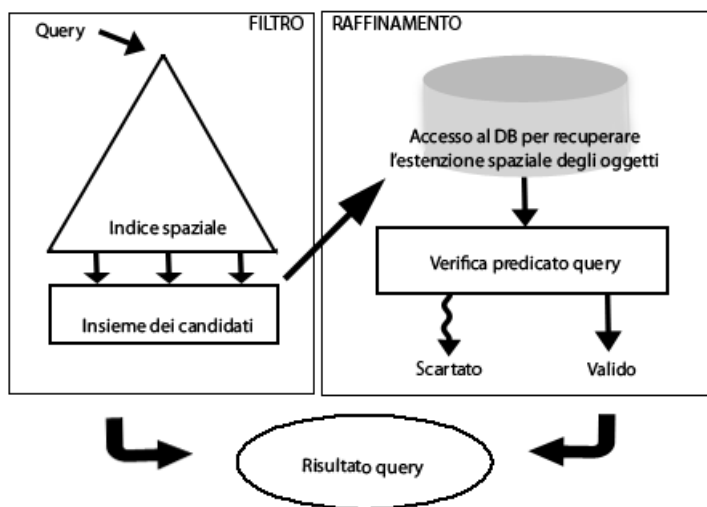 FILTRO
Query
Indice spaziale
Insieme dei candidati
RAFFINAMENTO
Accesso al DB per recuperare
l'estenzione spaziale degli oggetti
Verifica predicato query
Scartato
Valido
Risultato query